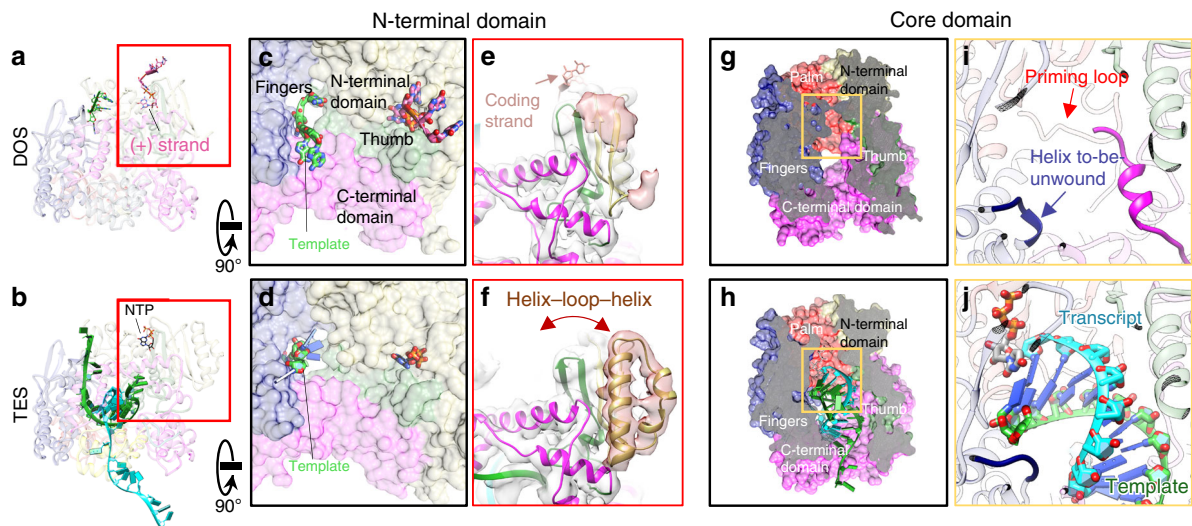 N-terminal domain
Core domain
a
DOS
(+) strand
90°
c
Fingers
N-terminal
domain
Thumb
C-terminal
domain
Template
e
Coding
strand
g
Palm
N-terminal
domain
Fingers
Thumb
C-terminal domain
i
Priming loop
Helix to-be-
unwound
b
TES
NTP
90°
d
Template
f
Helix–loop–helix
h
Palm
N-terminal
domain
Fingers
Thumb
C-terminal
domain
j
Transcript
Template